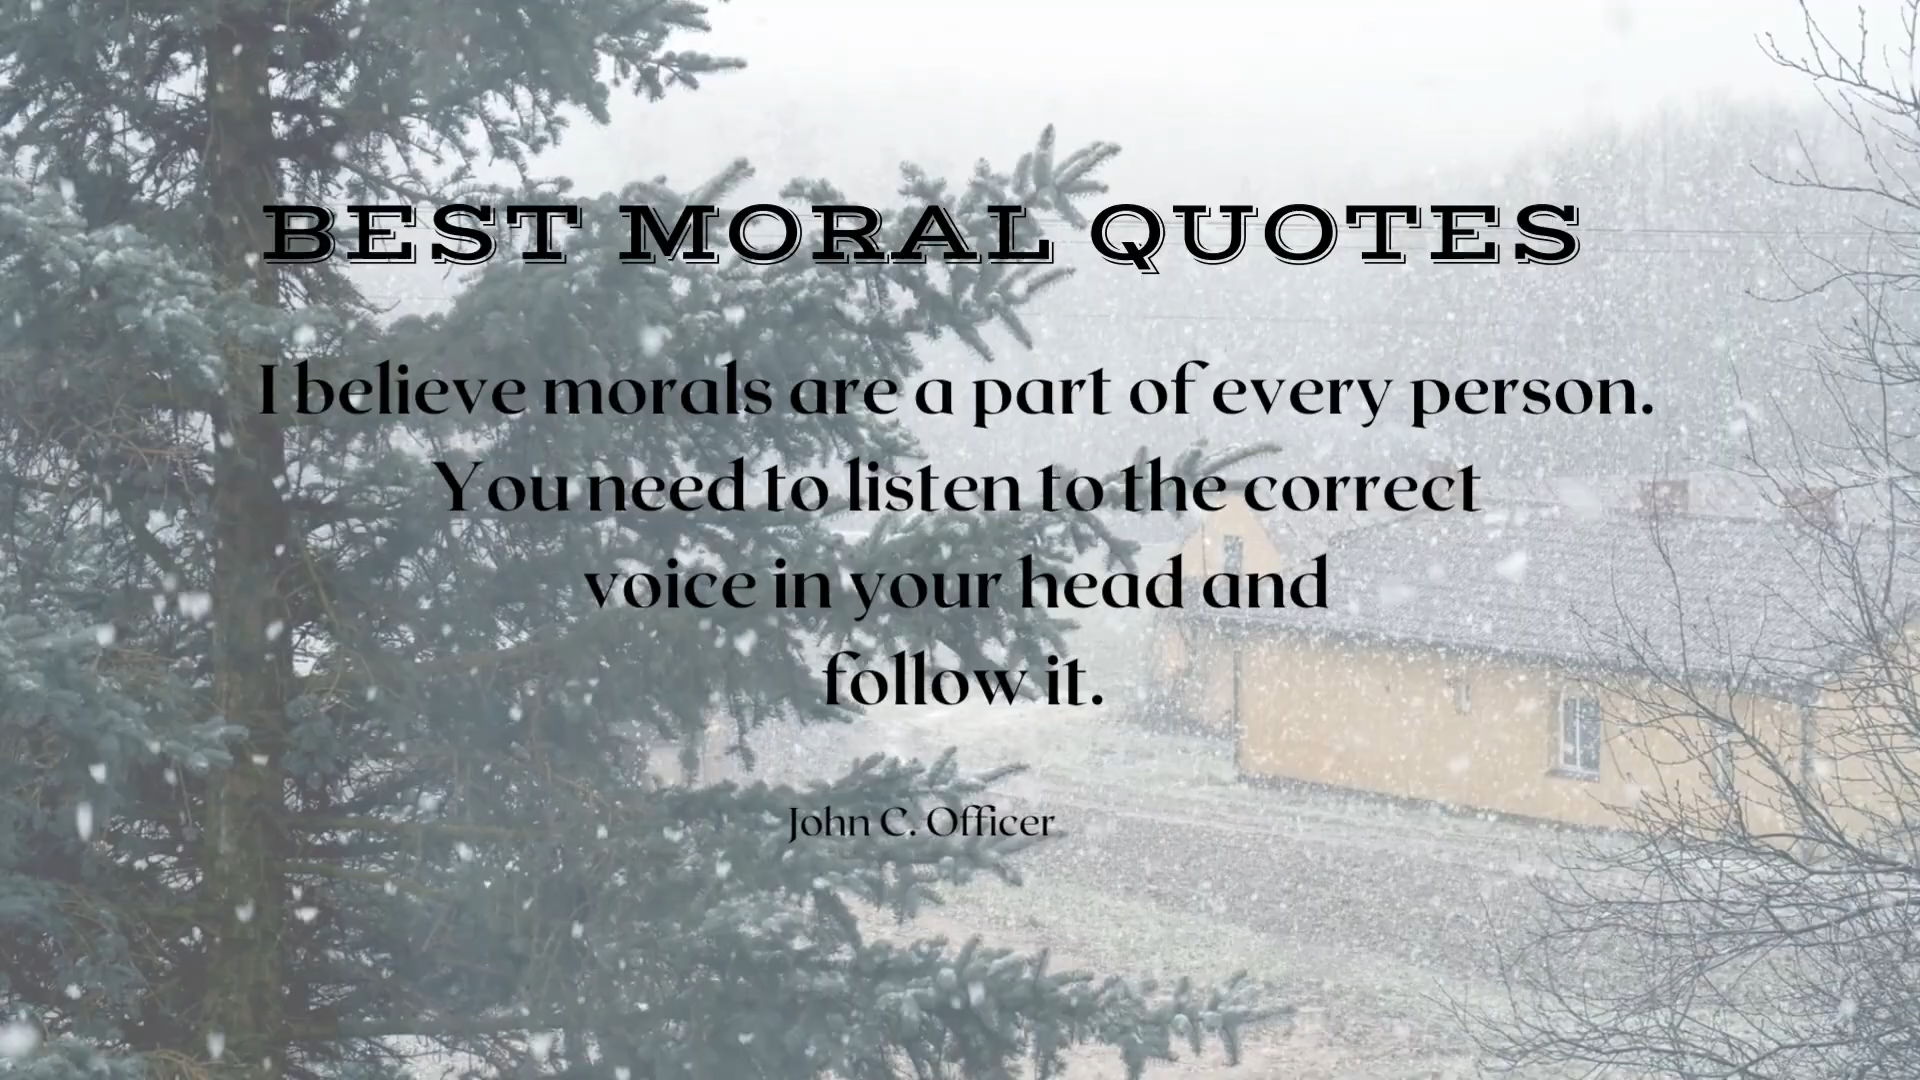 BEST MORAL QUOTES
I believe morals are a part of every person.
You need to listen to the correct
voice in your head and
follow it.
John C. Officer